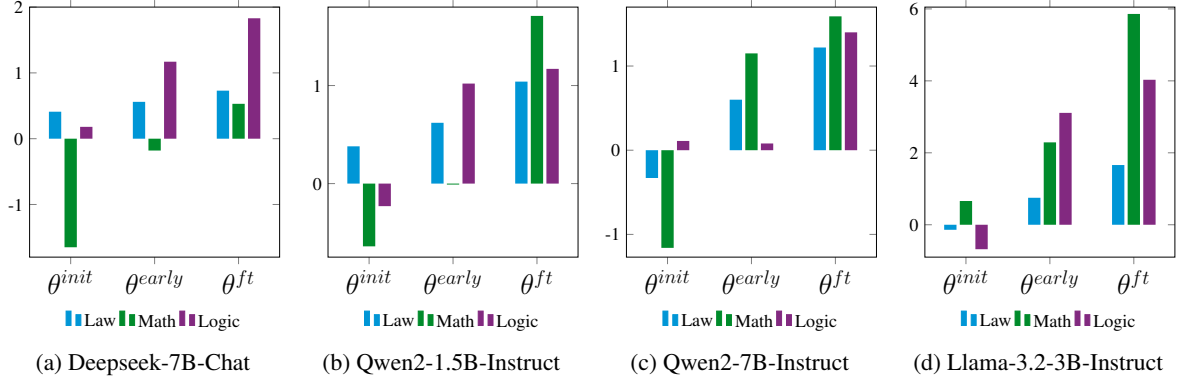 2
1
0
-1
θ^init θ^early θ^ft
Law Math Logic
(a) Deepseek-7B-Chat
1
0
θ^init θ^early θ^ft
Law Math Logic
(b) Qwen2-1.5B-Instruct
1
0
-1
θ^init θ^early θ^ft
Law Math Logic
(c) Qwen2-7B-Instruct
6
4
2
0
θ^init θ^early θ^ft
Law Math Logic
(d) Llama-3.2-3B-Instruct